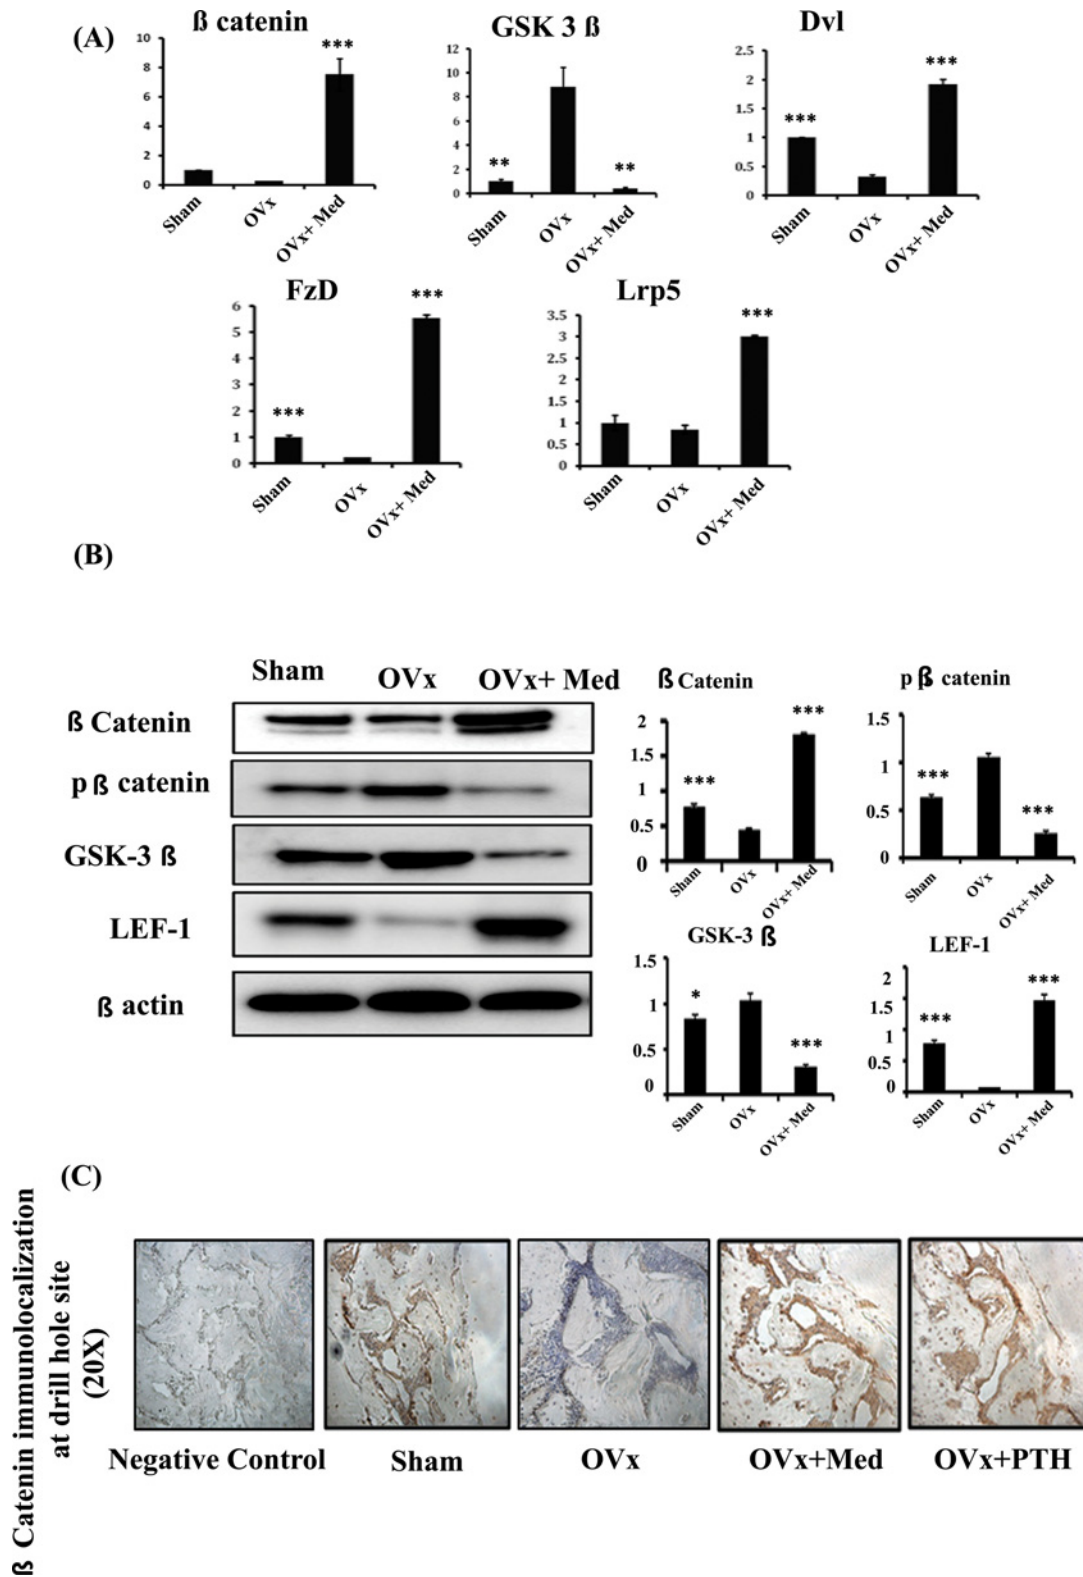 (A)
ß catenin
10
8
6
4
2
0
***
Sham
OVx
OVx+ Med
GSK 3 ß
12
10
8
6
4
2
0
**
**
Sham
OVx
OVx+ Med
Dvl
2.5
2
1.5
1
0.5
0
***
***
Sham
OVx
OVx+ Med
FzD
6
5
4
3
2
1
0
***
***
Sham
OVx
OVx+ Med
Lrp5
3.5
3
2.5
2
1.5
1
0.5
0
***
Sham
OVx
OVx+ Med
(B)
Sham OVx OVx+ Med
ß Catenin
p ß catenin
GSK-3 ß
LEF-1
ß actin
ß Catenin
2
1.5
1
0.5
0
***
***
Sham
OVx
OVx+ Med
p β catenin
1.5
1
0.5
0
***
***
Sham
OVx
OVx+ Med
GSK-3 ß
1.5
1
0.5
0
*
***
Sham
OVx
OVx+ Med
LEF-1
2
1.5
1
0.5
0
***
***
Sham
OVx
OVx+ Med
(C)
ß Catenin immunolocalization
at drill hole site
(20X)
Negative Control Sham OVx OVx+Med OVx+PTH